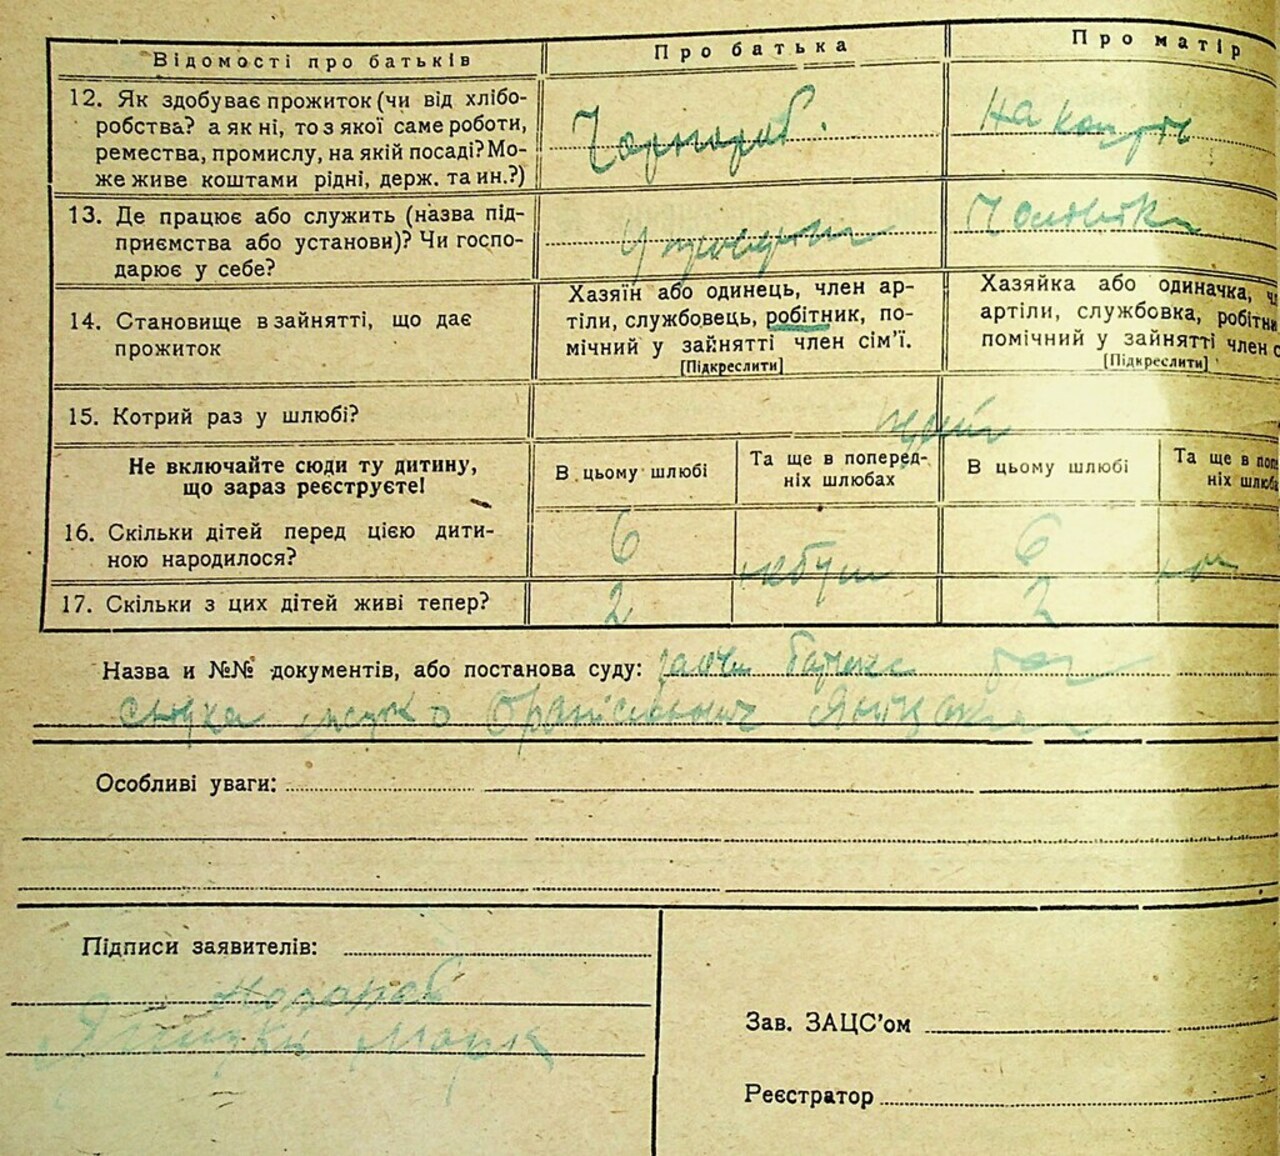 Відомості про батьків
Про батька
Про матір
12. Як здобуває прожиток (чи від хлібо-
робства? а як ні, то з якої саме роботи,
ремества, промислу, на якій посаді? Мо-
же живе коштами рідні, держ. та ин.?)
Чорнороб.
на кошти
13. Де працює або служить (назва під-
приємства або установи)? Чи госпо-
дарює у себе?
Чоловіка
14. Становище в зайнятті, що дає
прожиток
Хазяїн або одинець, член ар-
тіли, службовець, робітник, по-
мічний у зайнятті член сім'ї.
[Підкреслити]
Хазяйка або одиначка,
артіли, службовка, робітни
помічний у зайнятті член с
[Підкреслити]
15. Котрий раз у шлюбі?
Не включайте сюди ту дитину,
що зараз реєструєте!
В цьому шлюбі
Та ще в поперед-
ніх шлюбах
В цьому шлюбі
Та ще в попе
ніх шлюба
16. Скільки дітей перед цією дити-
ною народилося?
6
6
17. Скільки з цих дітей живі тепер?
2
2
Назва и №№ документів, або постанова суду:
Особливі уваги:
Підписи заявителів:
Зав. ЗАЦС'ом
Реєстратор